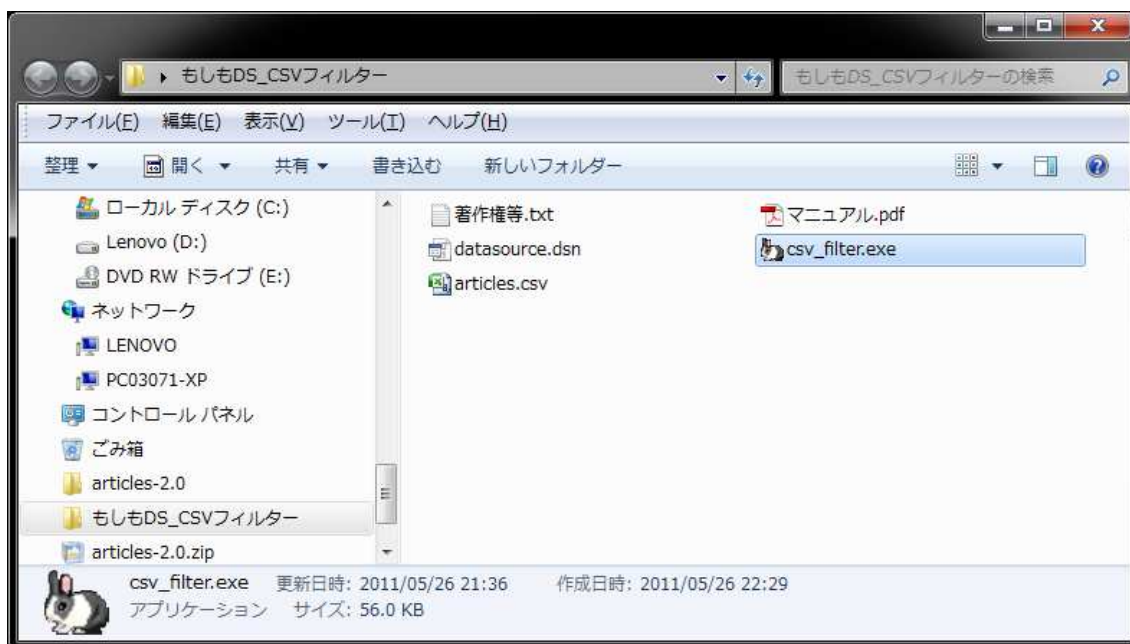 もしもDS_CSVフィルター
もしもDS_CSVフィルターの検索
ファイル(F) 編集(E) 表示(V) ツール(T) ヘルプ(H)
整理 開く 共有 書き込む 新しいフォルダー
ローカル ディスク (C:)
Lenovo (D:)
DVD RW ドライブ (E:)
ネットワーク
LENOVO
PC03071-XP
コントロール パネル
ごみ箱
articles-2.0
もしもDS_CSVフィルター
articles-2.0.zip
著作権等.txt
マニュアル.pdf
datasource.dsn
csv_filter.exe
articles.csv
csv_filter.exe 更新日時: 2011/05/26 21:36 作成日時: 2011/05/26 22:29
アプリケーション サイズ: 56.0 KB